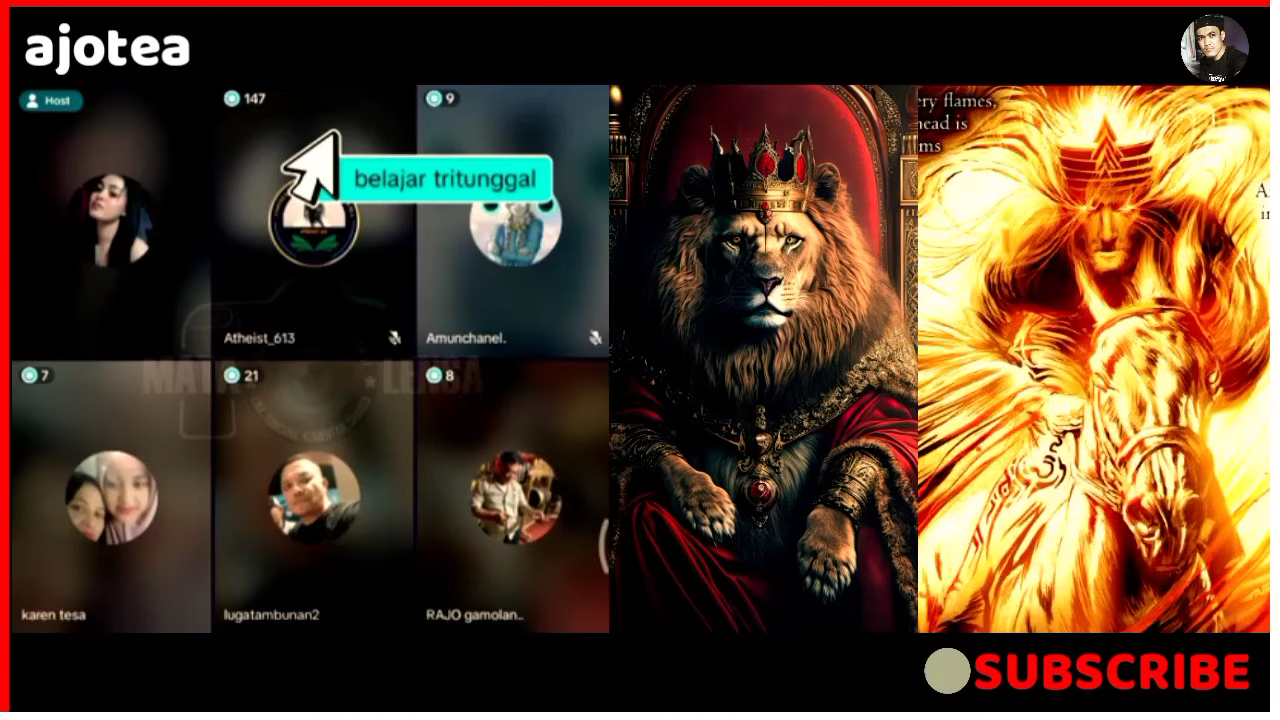 ajotea
Host
147
9
belajar tritunggal
Atheist_613
Amunchanel.
7
21
8
karen tesa
lugatambunan2
RAJO gamolan..
ery flames,
head is
ms
A
in
SUBSCRIBE